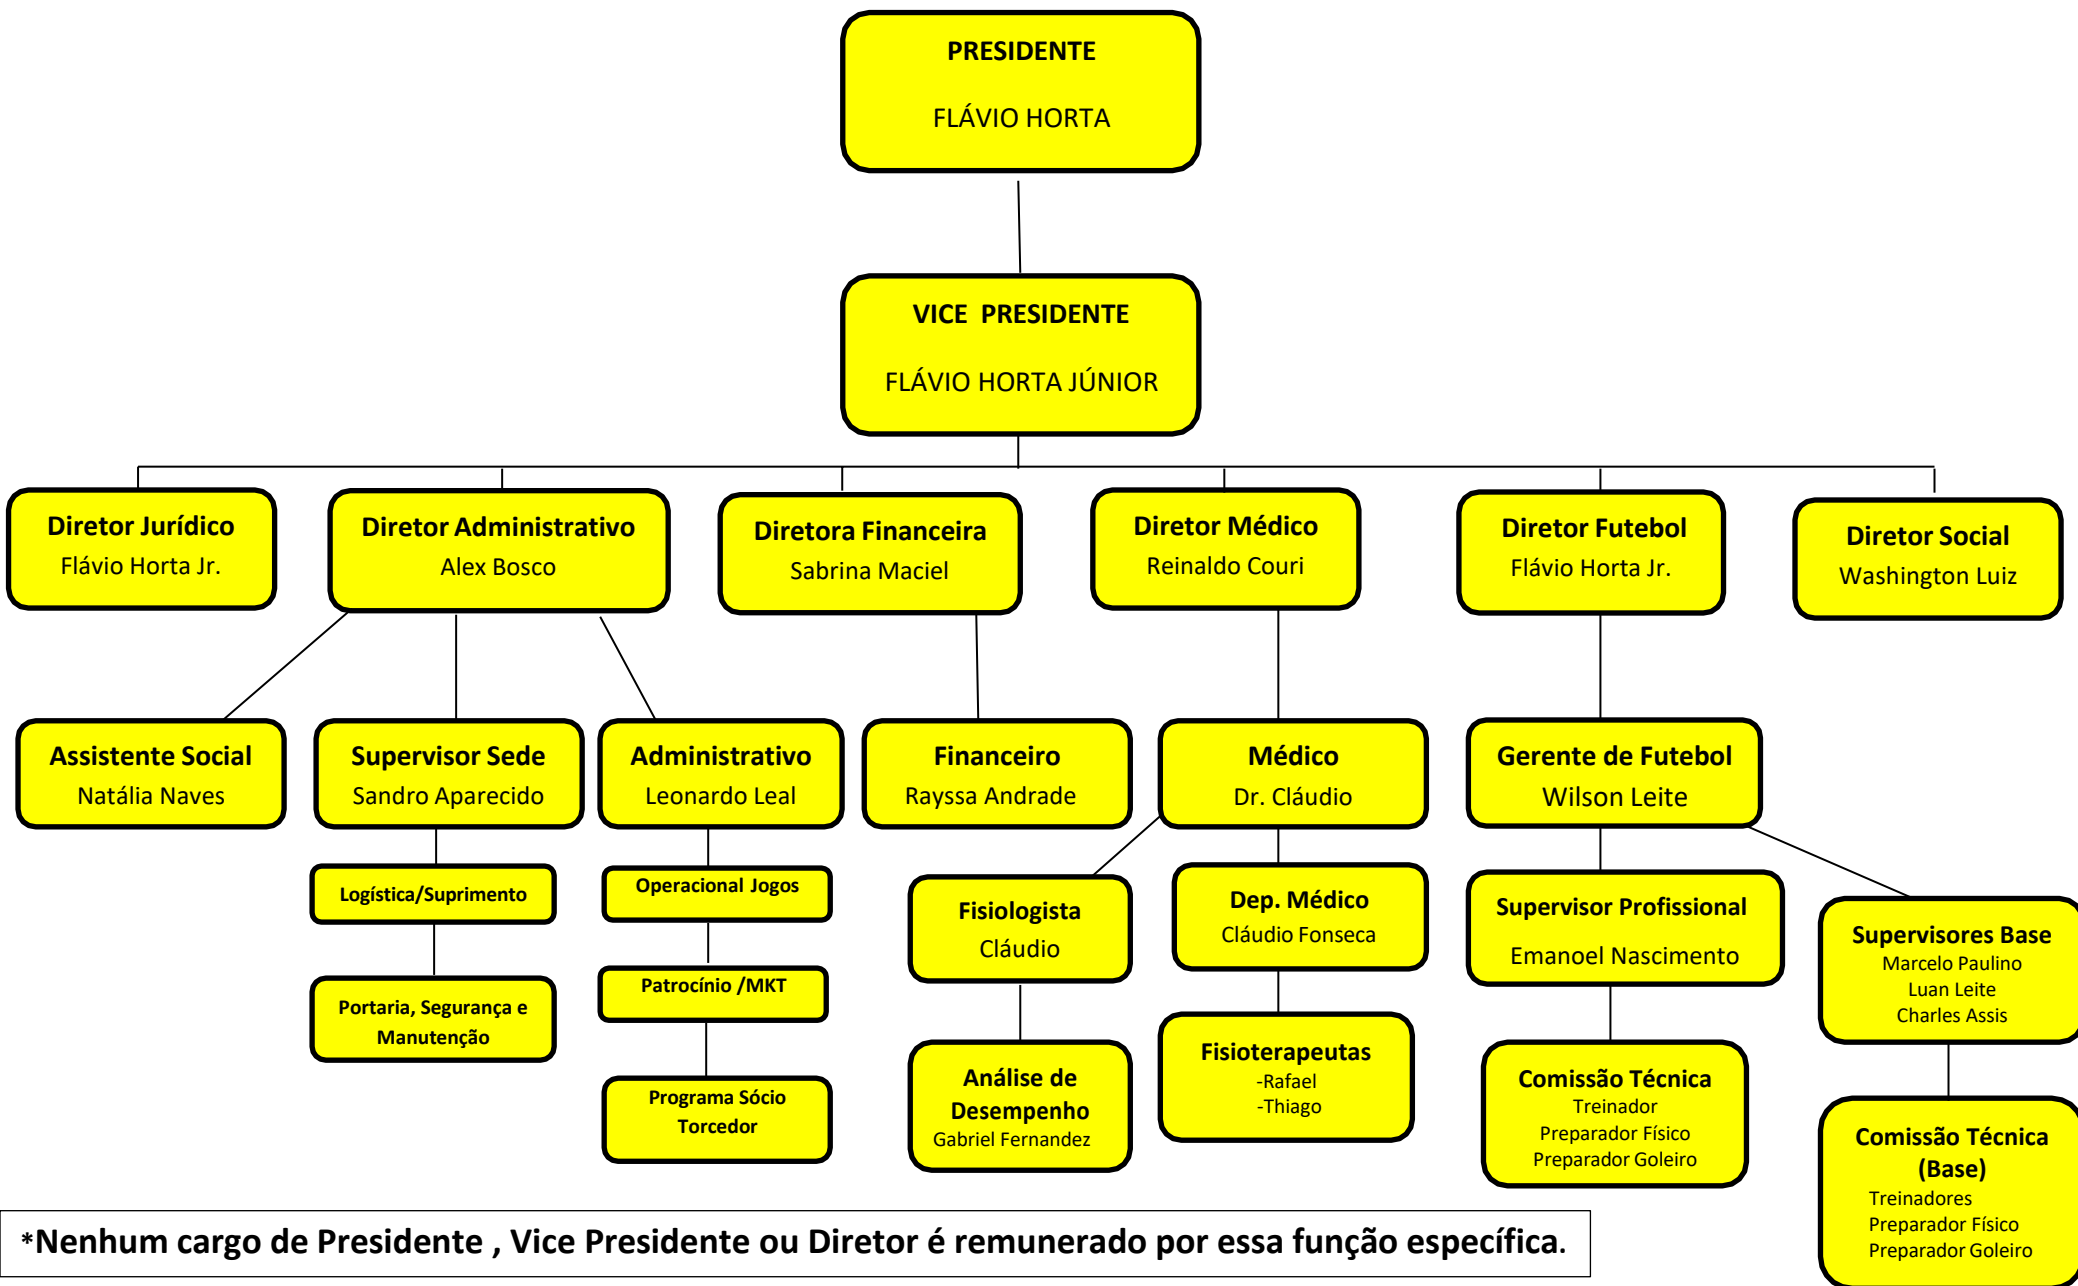 PRESIDENTE
FLÁVIO HORTA
VICE PRESIDENTE
FLÁVIO HORTA JÚNIOR
Diretor Jurídico
Flávio Horta Jr.
Diretor Administrativo
Alex Bosco
Diretora Financeira
Sabrina Maciel
Diretor Médico
Reinaldo Couri
Diretor Futebol
Flávio Horta Jr.
Diretor Social
Washington Luiz
Assistente Social
Natália Naves
Supervisor Sede
Sandro Aparecido
Administrativo
Leonardo Leal
Financeiro
Rayssa Andrade
Médico
Dr. Cláudio
Gerente de Futebol
Wilson Leite
Logística/Suprimento
Operacional Jogos
Fisiologista
Cláudio
Dep. Médico
Cláudio Fonseca
Supervisor Profissional
Emanoel Nascimento
Supervisores Base
Marcelo Paulino
Luan Leite
Charles Assis
Portaria, Segurança e
Manutenção
Patrocínio /MKT
Programa Sócio
Torcedor
Análise de
Desempenho
Gabriel Fernandez
Fisioterapeutas
-Rafael
-Thiago
Comissão Técnica
Treinador
Preparador Físico
Preparador Goleiro
Comissão Técnica
(Base)
Treinadores
Preparador Físico
Preparador Goleiro
*Nenhum cargo de Presidente , Vice Presidente ou Diretor é remunerado por essa função específica.